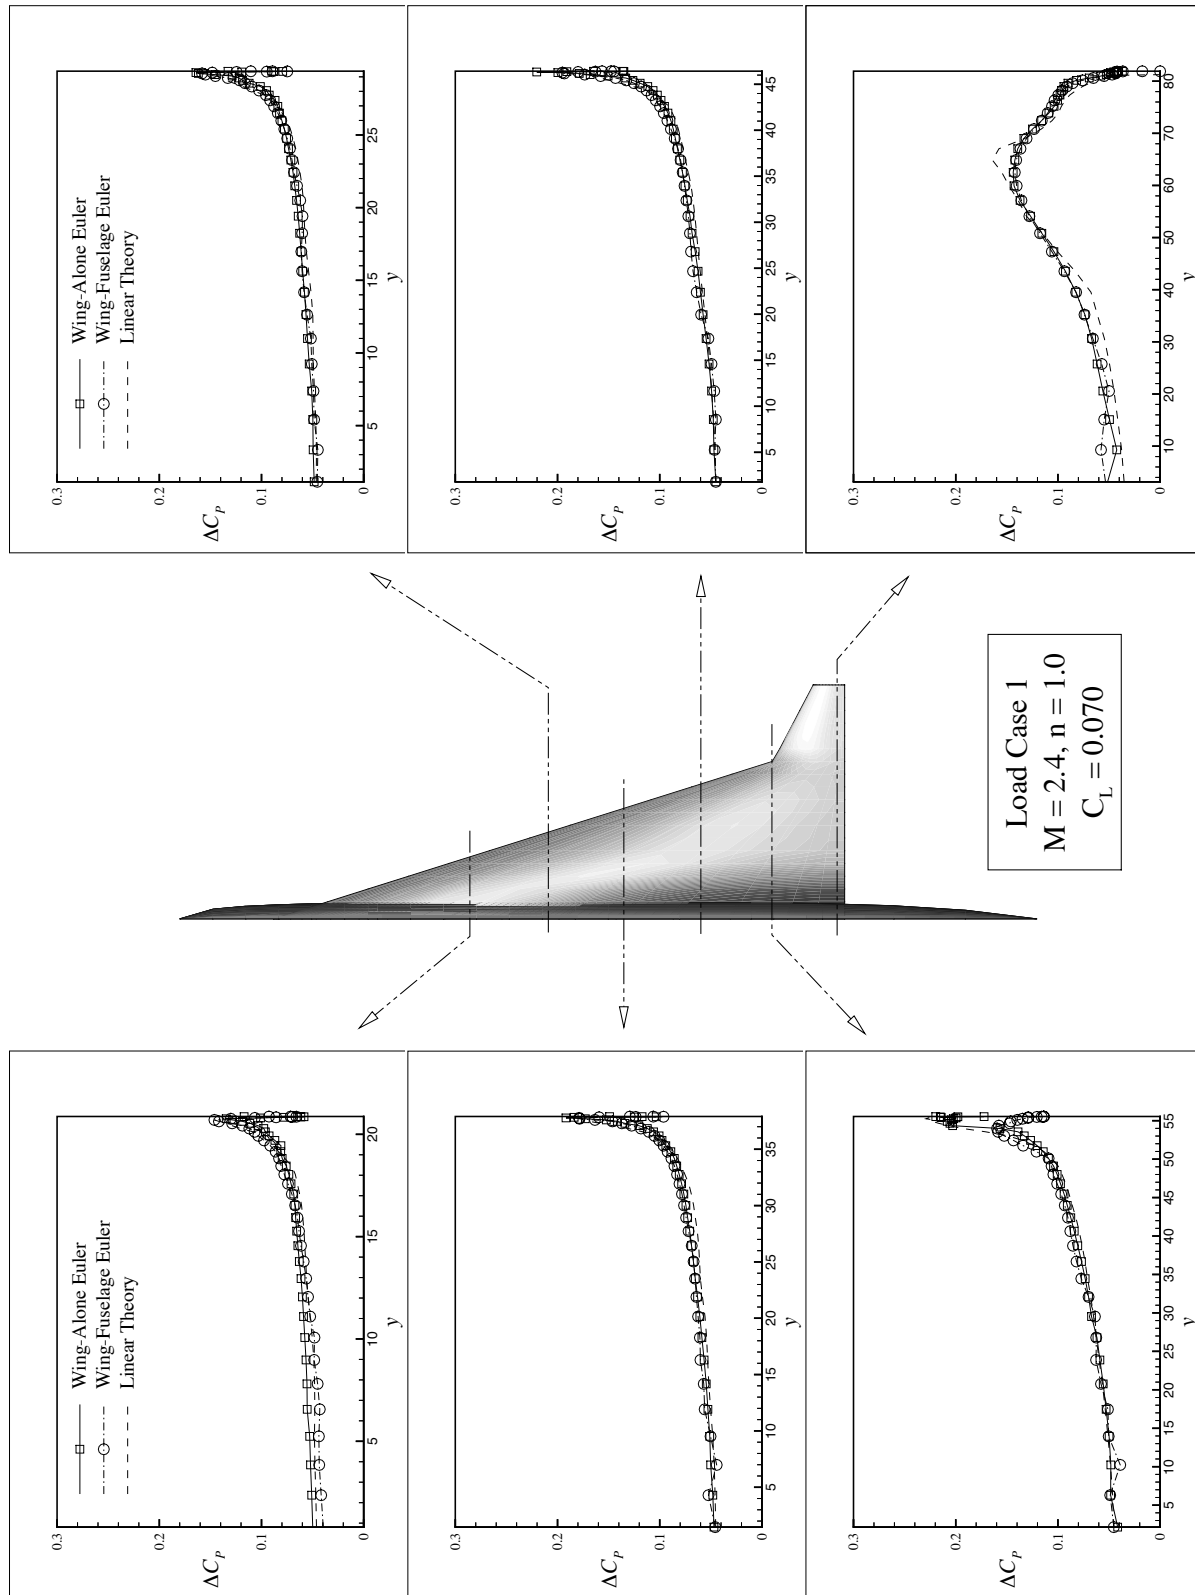 ΔC_P
0.3
0.2
0.1
0
Wing-Alone Euler
Wing-Fuselage Euler
Linear Theory
5 10 15 20
y
ΔC_P
0.3
0.2
0.1
0
Wing-Alone Euler
Wing-Fuselage Euler
Linear Theory
5 10 15 20 25
y
ΔC_P
0.3
0.2
0.1
0
5 10 15 20 25 30 35
y
ΔC_P
0.3
0.2
0.1
0
5 10 15 20 25 30 35 40 45
y
ΔC_P
0.3
0.2
0.1
0
5 10 15 20 25 30 35 40 45 50 55
y
Load Case 1
M = 2.4, n = 1.0
C_L = 0.070
ΔC_P
0.3
0.2
0.1
0
10 20 30 40 50 60 70 80
y